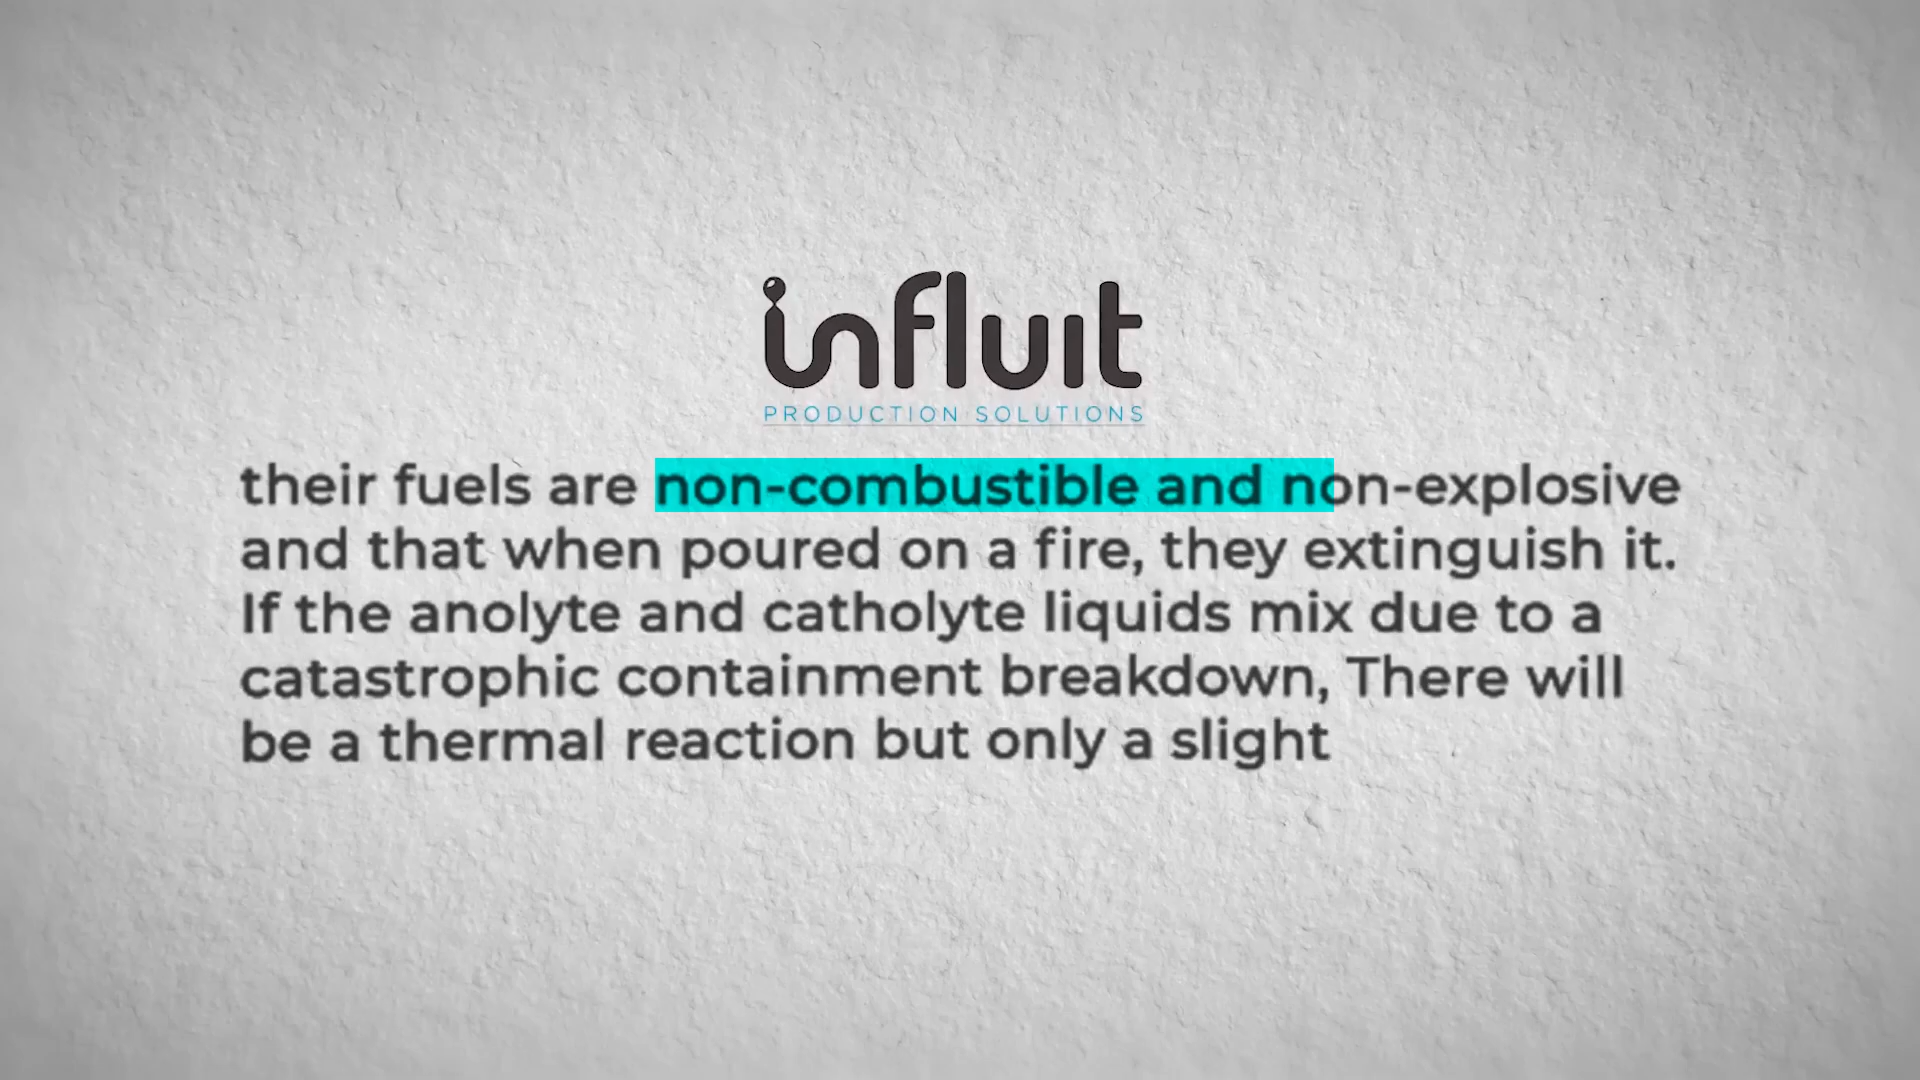 influit
PRODUCTION SOLUTIONS
their fuels are non-combustible and non-explosive
and that when poured on a fire, they extinguish it.
If the anolyte and catholyte liquids mix due to a
catastrophic containment breakdown, There will
be a thermal reaction but only a slight